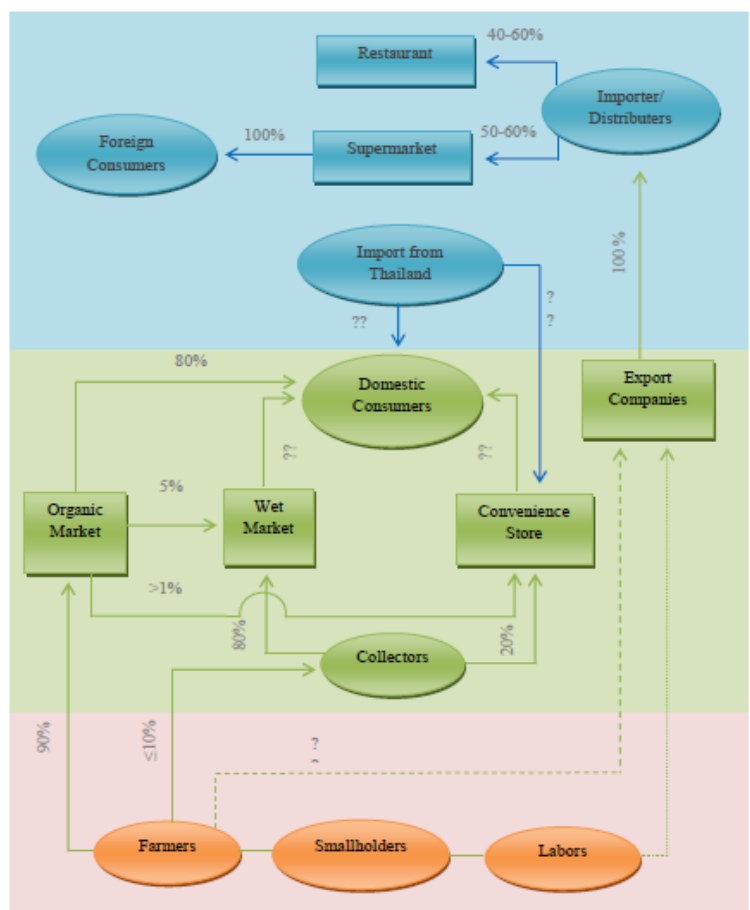 40-60%
Restaurant
Importer/
Distributers
Foreign
Consumers
100%
Supermarket
50-60%
100 %
Import from
Thailand
??
?
?
80%
Domestic
Consumers
Export
Companies
??
??
5%
Organic
Market
Wet
Market
Convenience
Store
>1%
80%
20%
Collectors
90%
≤10%
?
Farmers
Smallholders
Labors